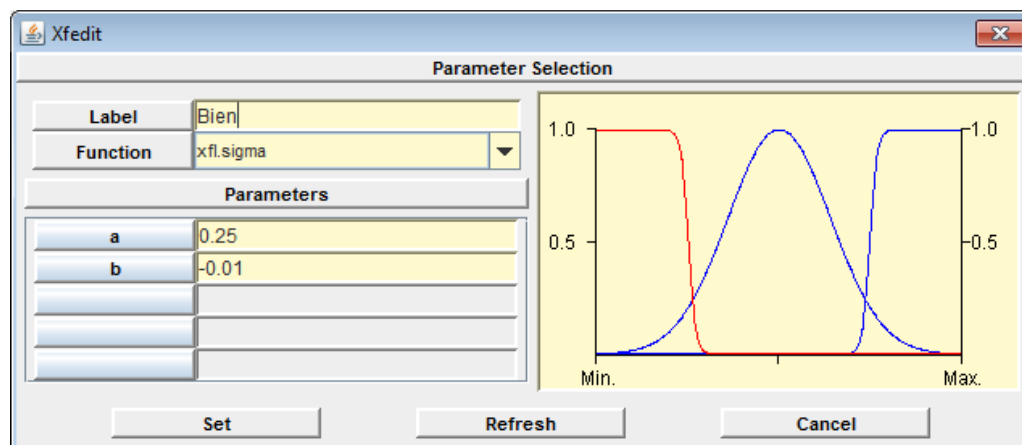 Xfedit
Parameter Selection
Label Bien
Function xfl.sigma
Parameters
a 0.25
b -0.01
1.0 1.0
0.5 0.5
Min. Max.
Set Refresh Cancel